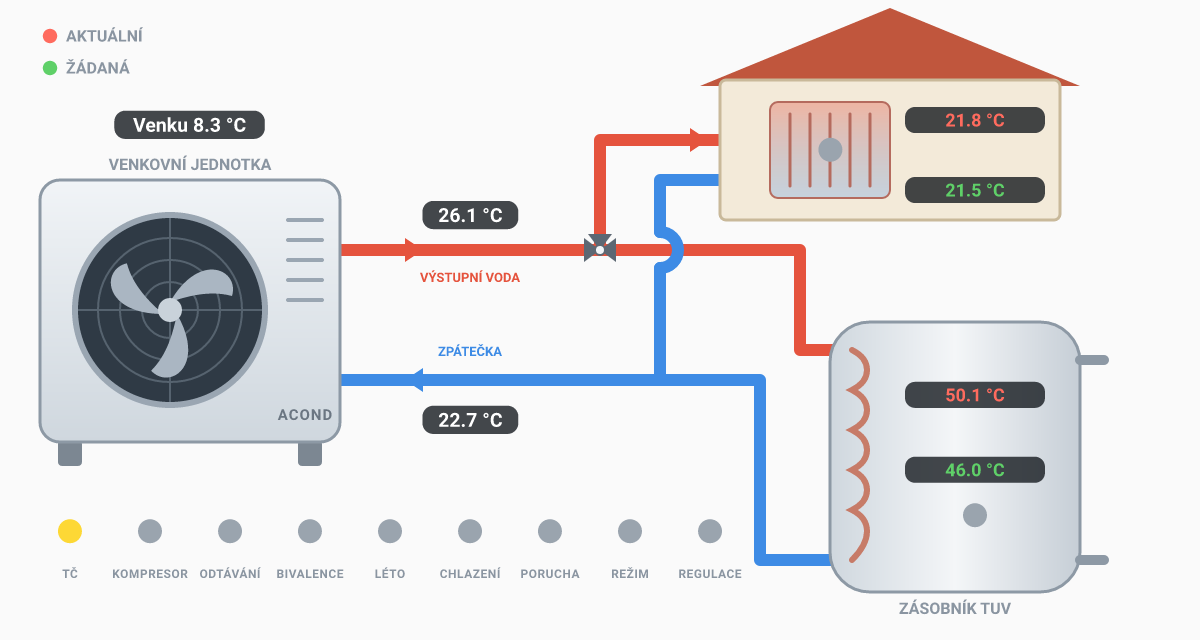 AKTUÁLNÍ
ŽÁDANÁ
Venku 8.3 °C
VENKOVNÍ JEDNOTKA
ACOND
26.1 °C
VÝSTUPNÍ VODA
ZPÁTEČKA
22.7 °C
21.8 °C
21.5 °C
50.1 °C
46.0 °C
ZÁSOBNÍK TUV
TČ KOMPRESOR ODTÁVÁNÍ BIVALENCE LÉTO CHLAZENÍ PORUCHA REŽIM REGULACE